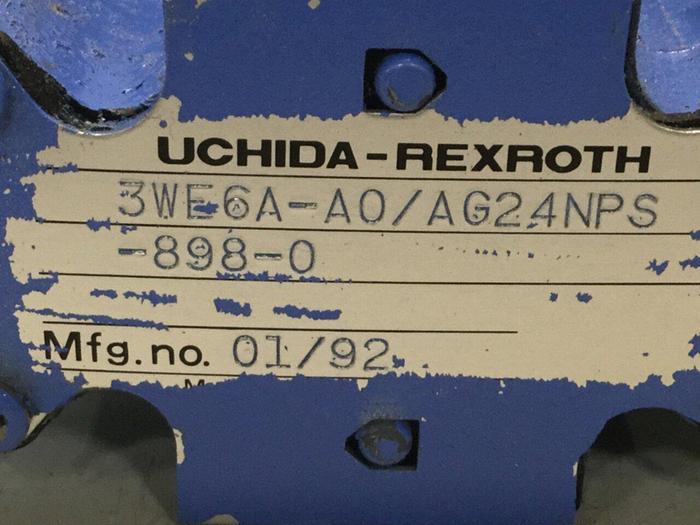 UCHIDA-REXROTH
3WE6A-A0/AG24NPS
-898-0
Mfg.no. 01/92